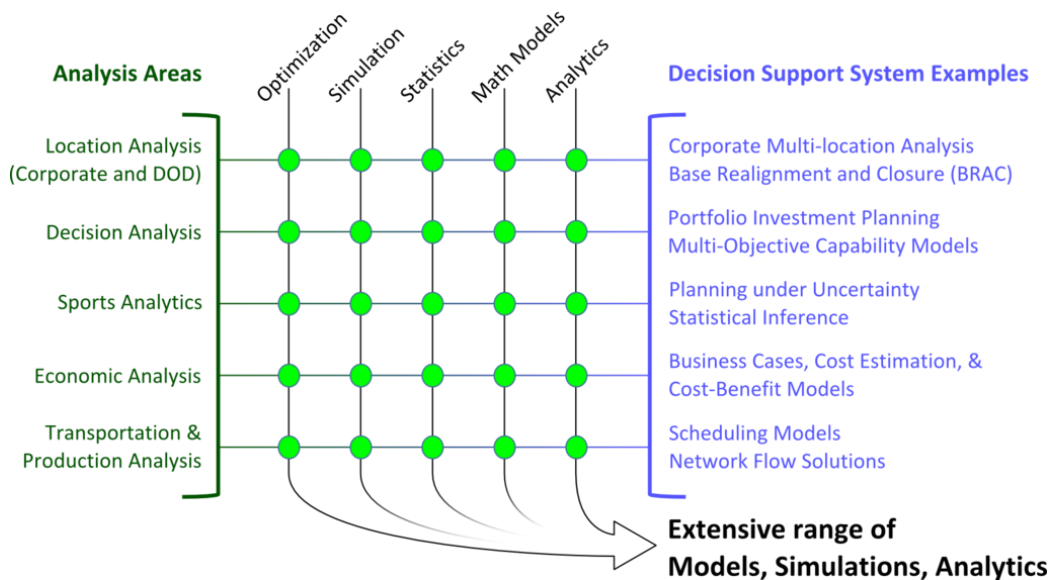 Analysis Areas
Optimization
Simulation
Statistics
Math Models
Analytics
Decision Support System Examples
Location Analysis
(Corporate and DOD)
Corporate Multi-location Analysis
Base Realignment and Closure (BRAC)
Decision Analysis
Portfolio Investment Planning
Multi-Objective Capability Models
Sports Analytics
Planning under Uncertainty
Statistical Inference
Economic Analysis
Business Cases, Cost Estimation, &
Cost-Benefit Models
Transportation &
Production Analysis
Scheduling Models
Network Flow Solutions
Extensive range of
Models, Simulations, Analytics